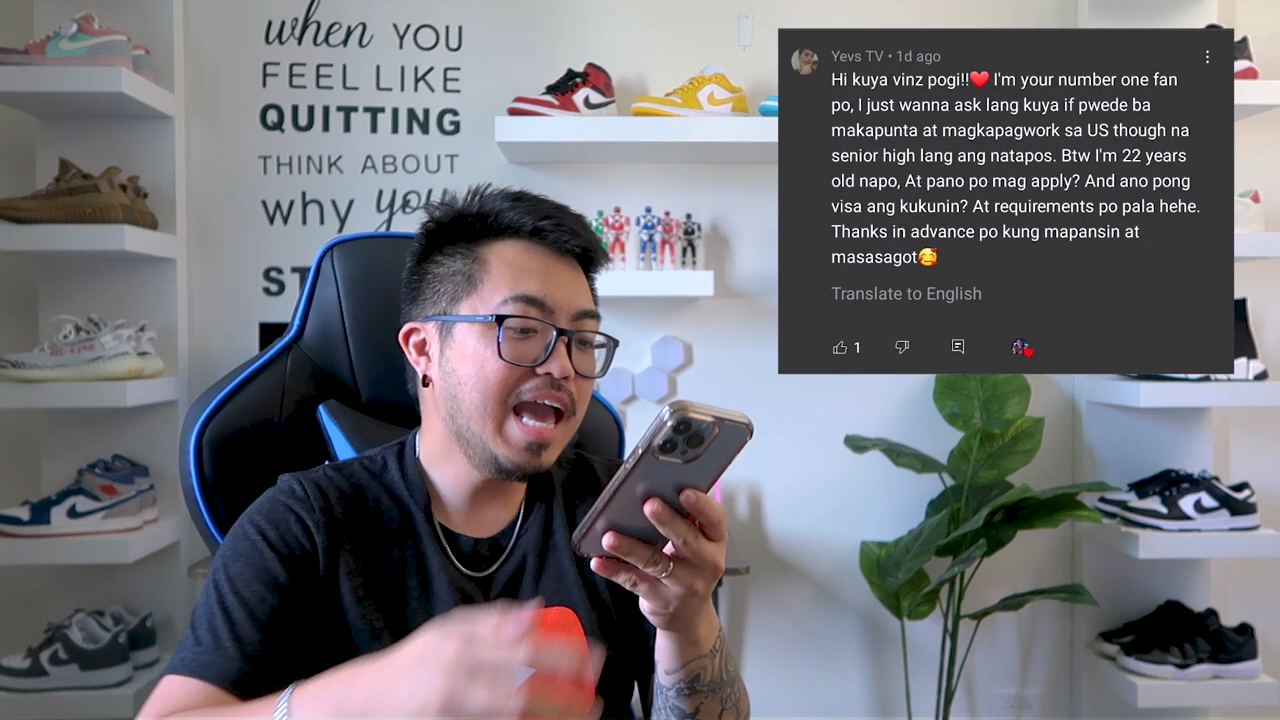 when YOU
FEEL LIKE
QUITTING
THINK ABOUT
why you
ST
Yevs TV • 1d ago
Hi kuya vinz pogi!!❤️ I'm your number one fan
po, I just wanna ask lang kuya if pwede ba
makapunta at magkapagwork sa US though na
senior high lang ang natapos. Btw I'm 22 years
old napo, At pano po mag apply? And ano pong
visa ang kukunin? At requirements po pala hehe.
Thanks in advance po kung mapansin at
masasagot🥰
Translate to English
1